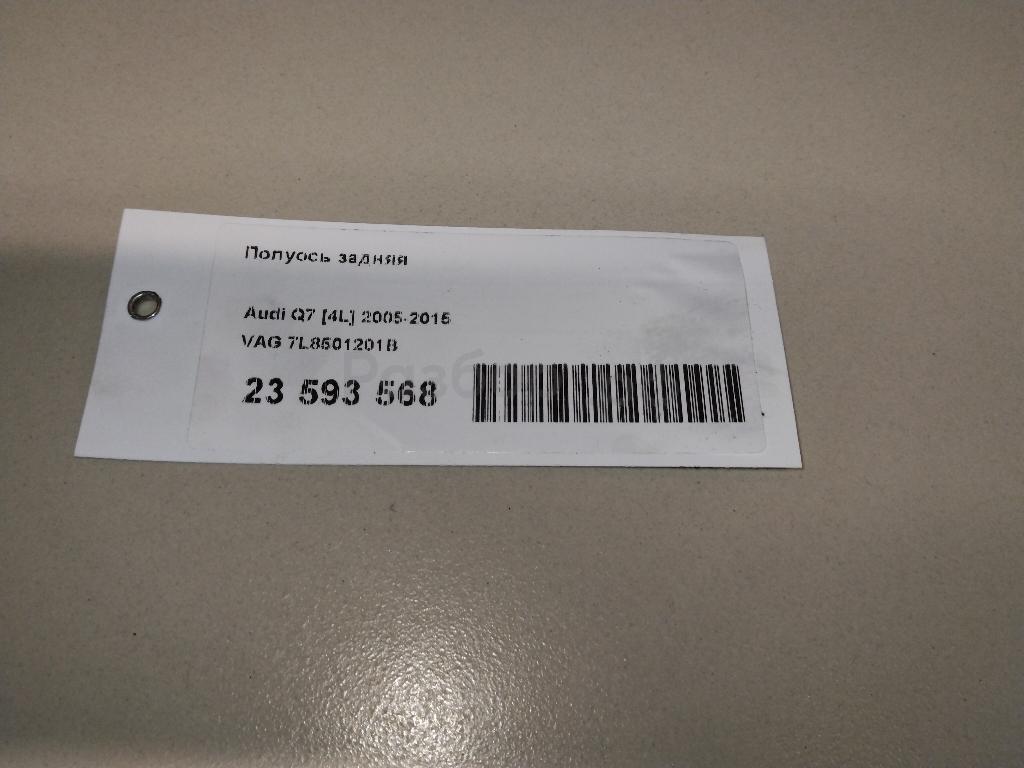 Полуось задняя
Audi Q7 [4L] 2005-2015
VAG 7L8501201B
23 593 568